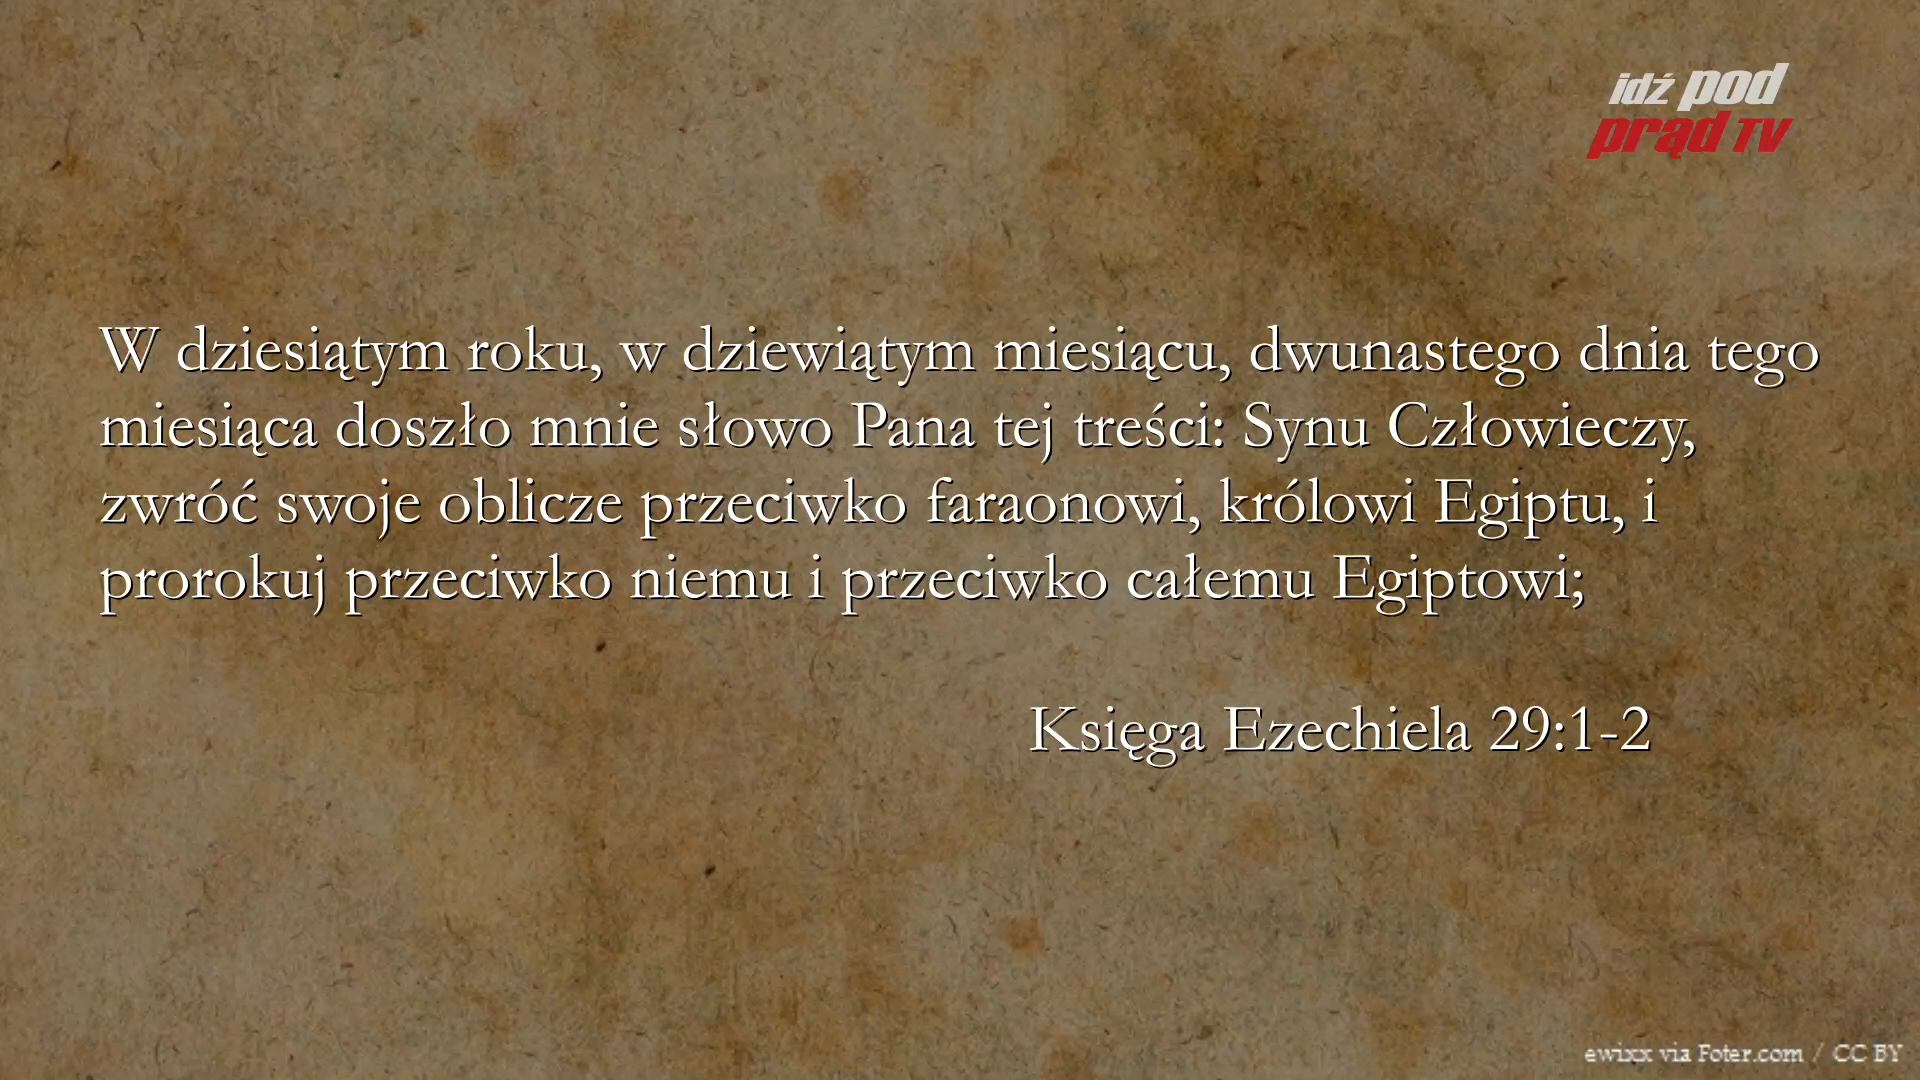 idź pod
prąd TV
W dziesiątym roku, w dziewiątym miesiącu, dwunastego dnia tego
miesiąca doszło mnie słowo Pana tej treści: Synu Człowieczy,
zwróć swoje oblicze przeciwko faraonowi, królowi Egiptu, i
prorokuj przeciwko niemu i przeciwko całemu Egiptowi;
Księga Ezechiela 29:1-2
ewixx via Foter.com / CC BY